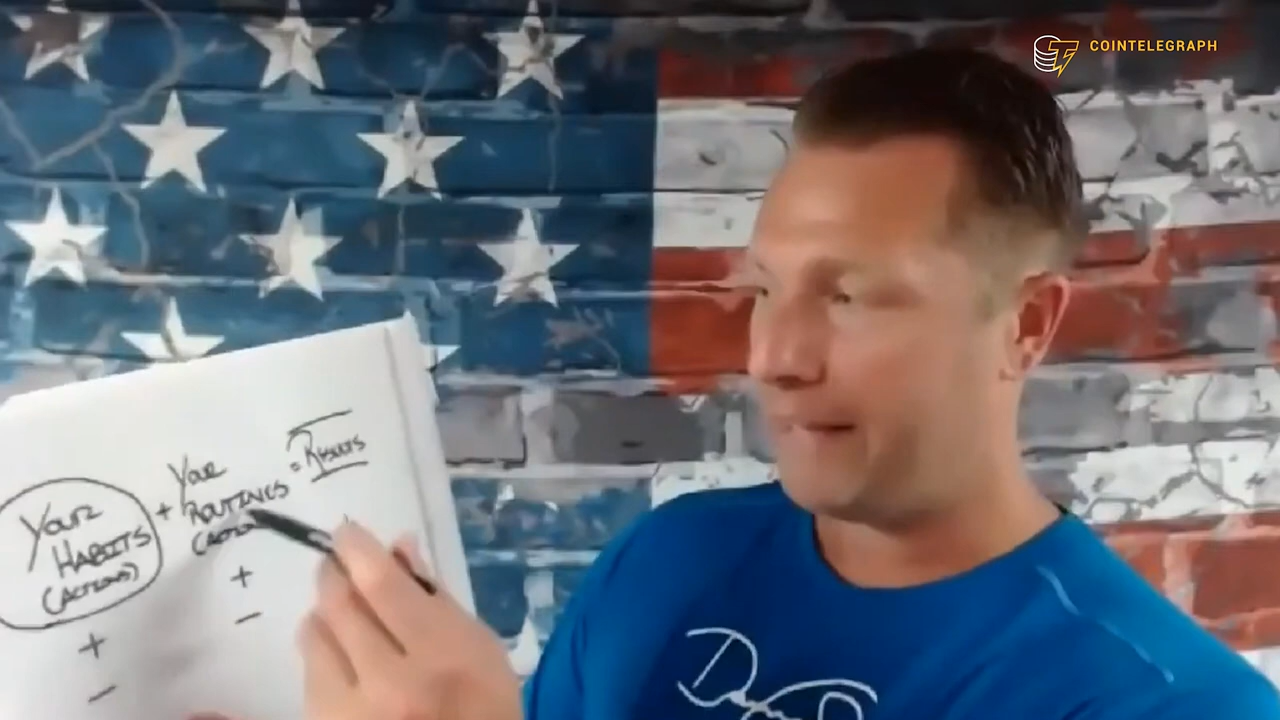 COINTELEGRAPH
YOUR
HABITS
(ACTIONS)
+
-
+
YOUR
ROUTINES
+
-
= RESULTS